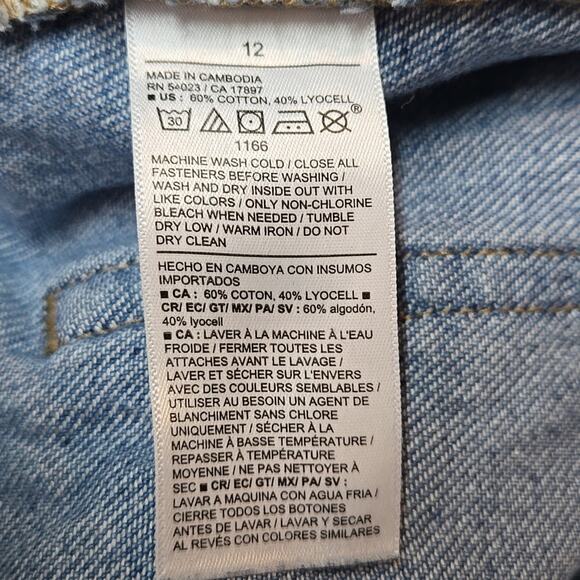 12
MADE IN CAMBODIA
RN 54023 / CA 17897
■ US : 60% COTTON, 40% LYOCELL
30 ®
1166
MACHINE WASH COLD / CLOSE ALL
FASTENERS BEFORE WASHING /
WASH AND DRY INSIDE OUT WITH
LIKE COLORS / ONLY NON-CHLORINE
BLEACH WHEN NEEDED / TUMBLE
DRY LOW / WARM IRON / DO NOT
DRY CLEAN
HECHO EN CAMBOYA CON INSUMOS
IMPORTADOS
■ CA : 60% COTON, 40% LYOCELL ■
CR/ EC/ GT/ MX/ PA/ SV : 60% algodón,
40% lyocell
■ CA : LAVER À LA MACHINE À L'EAU
FROIDE / FERMER TOUTES LES
ATTACHES AVANT LE LAVAGE /
LAVER ET SÉCHER SUR L'ENVERS
AVEC DES COULEURS SEMBLABLES /
UTILISER AU BESOIN UN AGENT DE
BLANCHIMENT SANS CHLORE
UNIQUEMENT / SÉCHER À LA
MACHINE À BASSE TEMPÉRATURE /
REPASSER À TEMPÉRATURE
MOYENNE / NE PAS NETTOYER À
SEC ■ CR/ EC/ GT/ MX/ PA/ SV :
LAVAR A MAQUINA CON AGUA FRIA /
CIERRE TODOS LOS BOTONES
ANTES DE LAVAR / LAVAR Y SECAR
AL REVÉS CON COLORES SIMILARES